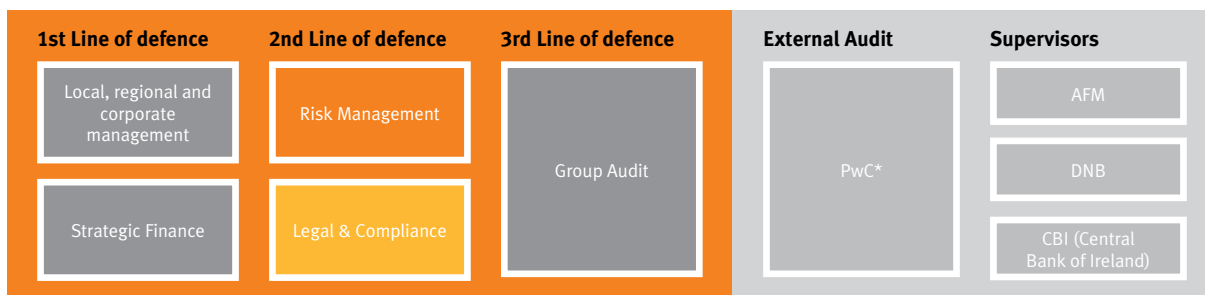 1st Line of defence
2nd Line of defence
3rd Line of defence
External Audit
Supervisors
Local, regional and
corporate
management
Strategic Finance
Risk Management
Legal & Compliance
Group Audit
PwC*
AFM
DNB
CBI (Central
Bank of Ireland)